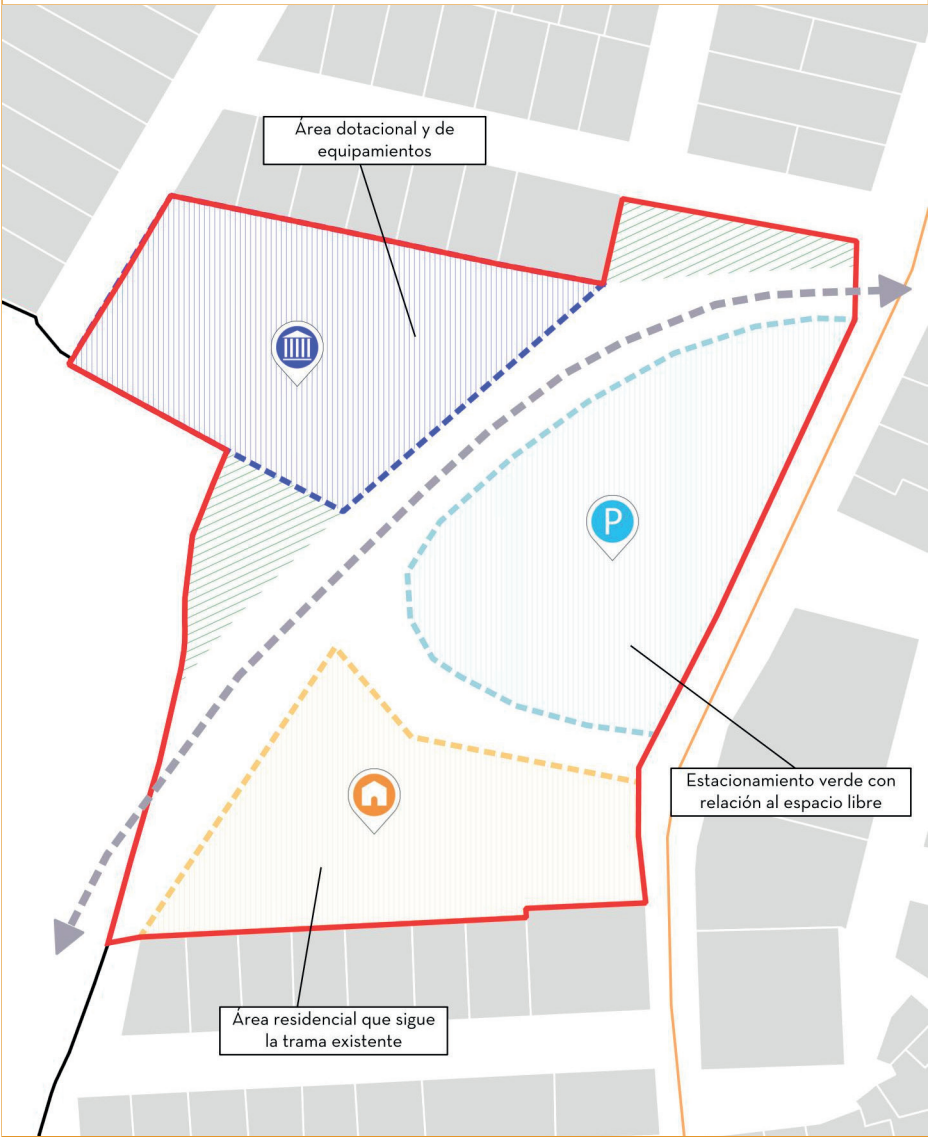 Área dotacional y de
equipamientos
P
Estacionamiento verde con
relación al espacio libre
Área residencial que sigue
la trama existente